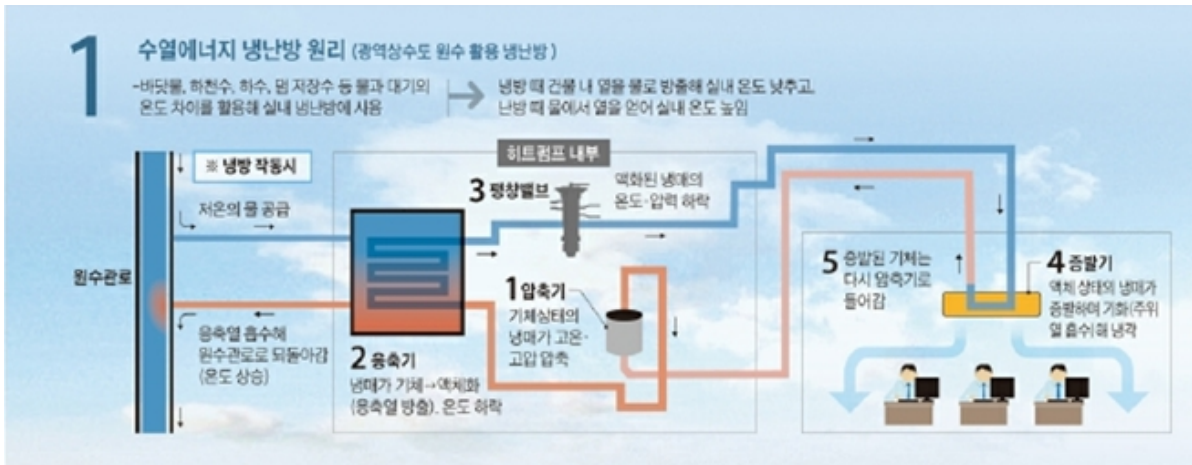 1
수열에너지 냉난방 원리 (광역상수도 원수 활용 냉난방)
-바닷물, 하천수, 하수, 댐 저장수 등 물과 대기의
온도 차이를 활용해 실내 냉난방에 사용
냉방 때 건물 내 열을 물로 방출해 실내 온도 낮추고,
난방 때 물에서 열을 얻어 실내 온도 높임
※ 냉방 작동시
히트펌프 내부
저온의 물 공급
3 팽창밸브
액화된 냉매의
온도·압력 하락
원수관로
1 압축기
기체상태의
냉매가 고온·
고압 압축
5 증발된 기체는
다시 압축기로
들어감
4 증발기
액체 상태의 냉매가
증발하며 기화(주위
열 흡수)해 냉각
응축열 흡수해
원수관로로 되돌아감
(온도 상승)
2 응축기
냉매가 기체→액체화
(응축열 방출). 온도 하락